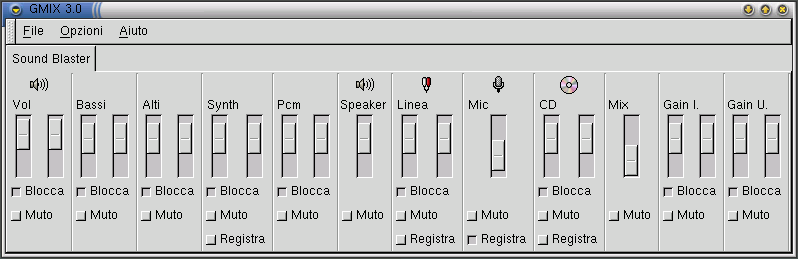 GMIX 3.0
File Opzioni Aiuto
Sound Blaster
Vol Bassi Alti Synth Pcm Speaker Linea Mic CD Mix Gain I. Gain U.
Blocca Blocca Blocca Blocca Blocca Blocca Blocca Blocca Blocca
Muto Muto Muto Muto Muto Muto Muto Muto Muto Muto Muto Muto
Registra Registra Registra Registra